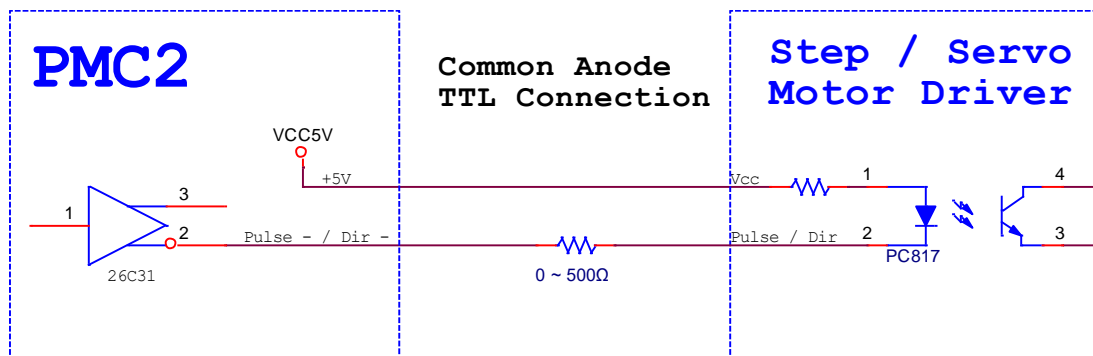 PMC2
Common Anode
TTL Connection
Step / Servo
Motor Driver
VCC5V
+5V
Vcc
1
4
1
3
2
Pulse - / Dir -
Pulse / Dir
2
3
26C31
0 ~ 500Ω
PC817